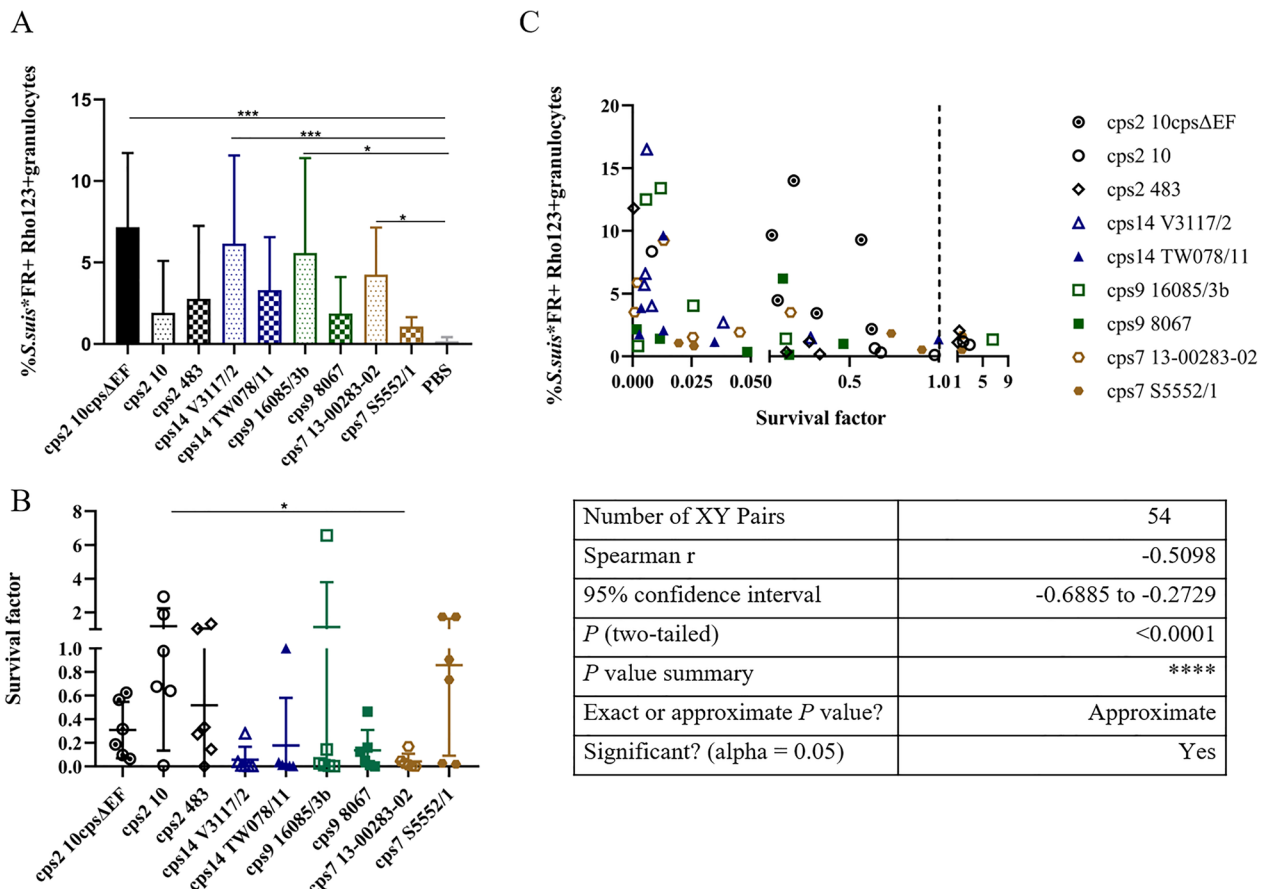 A
%S.suis*FR+ Rho123+granulocytes
15
10
5
0
***
***
*
*
cps2 10cpsΔEF
cps2 10
cps2 483
cps14 V3117/2
cps14 TW078/11
cps9 16085/3b
cps9 8067
cps7 13-00283-02
cps7 S5552/1
PBS
B
Survival factor
8
6
4
2
1.0
0.8
0.6
0.4
0.2
0.0
*
cps2 10cpsΔEF
cps2 10
cps2 483
cps14 V3117/2
cps14 TW078/11
cps9 16085/3b
cps9 8067
cps7 13-00283-02
cps7 S5552/1
C
%S.suis*FR+ Rho123+granulocytes
20
15
10
5
0
0.000 0.025 0.050 0.5 1.0 1 5 9
Survival factor
cps2 10cpsΔEF
cps2 10
cps2 483
cps14 V3117/2
cps14 TW078/11
cps9 16085/3b
cps9 8067
cps7 13-00283-02
cps7 S5552/1
Number of XY Pairs 54
Spearman r -0.5098
95% confidence interval -0.6885 to -0.2729
P (two-tailed) <0.0001
P value summary ****
Exact or approximate P value? Approximate
Significant? (alpha = 0.05) Yes